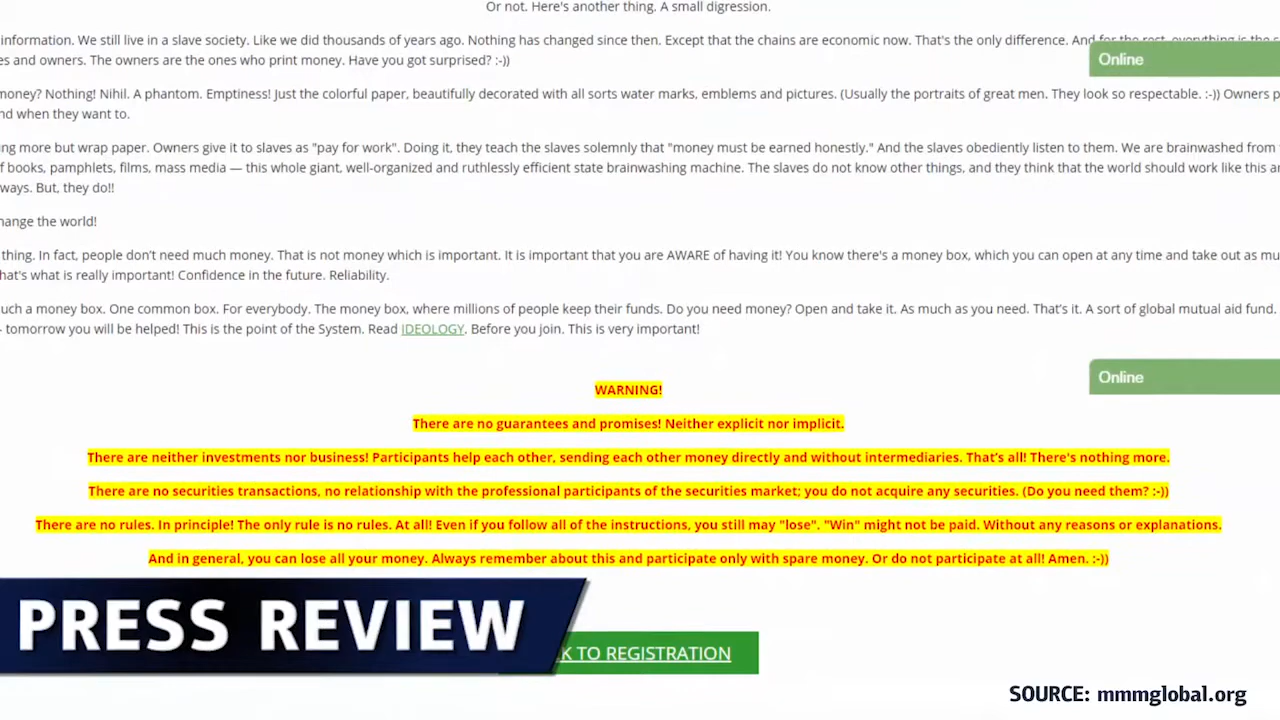 Or not. Here's another thing. A small digression.
information. We still live in a slave society. Like we did thousands of years ago. Nothing has changed since then. Except that the chains are economic now. That's the only difference. And for the rest, everything is the
Online
es and owners. The owners are the ones who print money. Have you got surprised? :-))
money? Nothing! Nihil. A phantom. Emptiness! Just the colorful paper, beautifully decorated with all sorts water marks, emblems and pictures. (Usually the portraits of great men. They look so respectable. :-)) Owners p
nd when they want to.
ng more but wrap paper. Owners give it to slaves as "pay for work". Doing it, they teach the slaves solemnly that "money must be earned honestly." And the slaves obediently listen to them. We are brainwashed from
f books, pamphlets, films, mass media — this whole giant, well-organized and ruthlessly efficient state brainwashing machine. The slaves do not know other things, and they think that the world should work like this a
ways. But, they do!!
hange the world!
thing. In fact, people don't need much money. That is not money which is important. It is important that you are AWARE of having it! You know there's a money box, which you can open at any time and take out as mu
hat's what is really important! Confidence in the future. Reliability.
uch a money box. One common box. For everybody. The money box, where millions of people keep their funds. Do you need money? Open and take it. As much as you need. That's it. A sort of global mutual aid fund.
- tomorrow you will be helped! This is the point of the System. Read IDEOLOGY. Before you join. This is very important!
Online
WARNING!
There are no guarantees and promises! Neither explicit nor implicit.
There are neither investments nor business! Participants help each other, sending each other money directly and without intermediaries. That's all! There's nothing more.
There are no securities transactions, no relationship with the professional participants of the securities market; you do not acquire any securities. (Do you need them? :-))
There are no rules. In principle! The only rule is no rules. At all! Even if you follow all of the instructions, you still may "lose". "Win" might not be paid. Without any reasons or explanations.
And in general, you can lose all your money. Always remember about this and participate only with spare money. Or do not participate at all! Amen. :-))
PRESS REVIEW
K TO REGISTRATION
SOURCE: mmmglobal.org